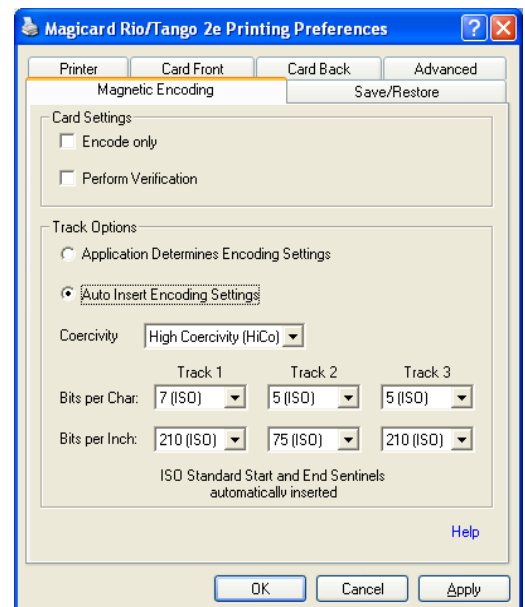 Magicard Rio/Tango 2e Printing Preferences
Printer Card Front Card Back Advanced
Magnetic Encoding Save/Restore
Card Settings
Encode only
Perform Verification
Track Options
Application Determines Encoding Settings
Auto Insert Encoding Settings
Coercivity High Coercivity (HiCo)
Track 1 Track 2 Track 3
Bits per Char: 7 (ISO) 5 (ISO) 5 (ISO)
Bits per Inch: 210 (ISO) 75 (ISO) 210 (ISO)
ISO Standard Start and End Sentinels
automatically inserted
Help
OK Cancel Apply